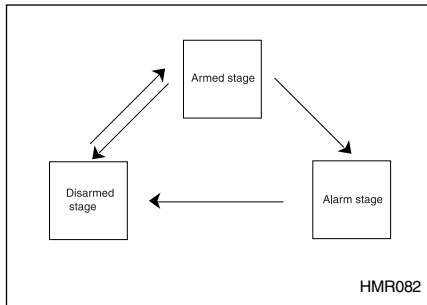 Armed stage
Disarmed
stage
Alarm stage
HMR082